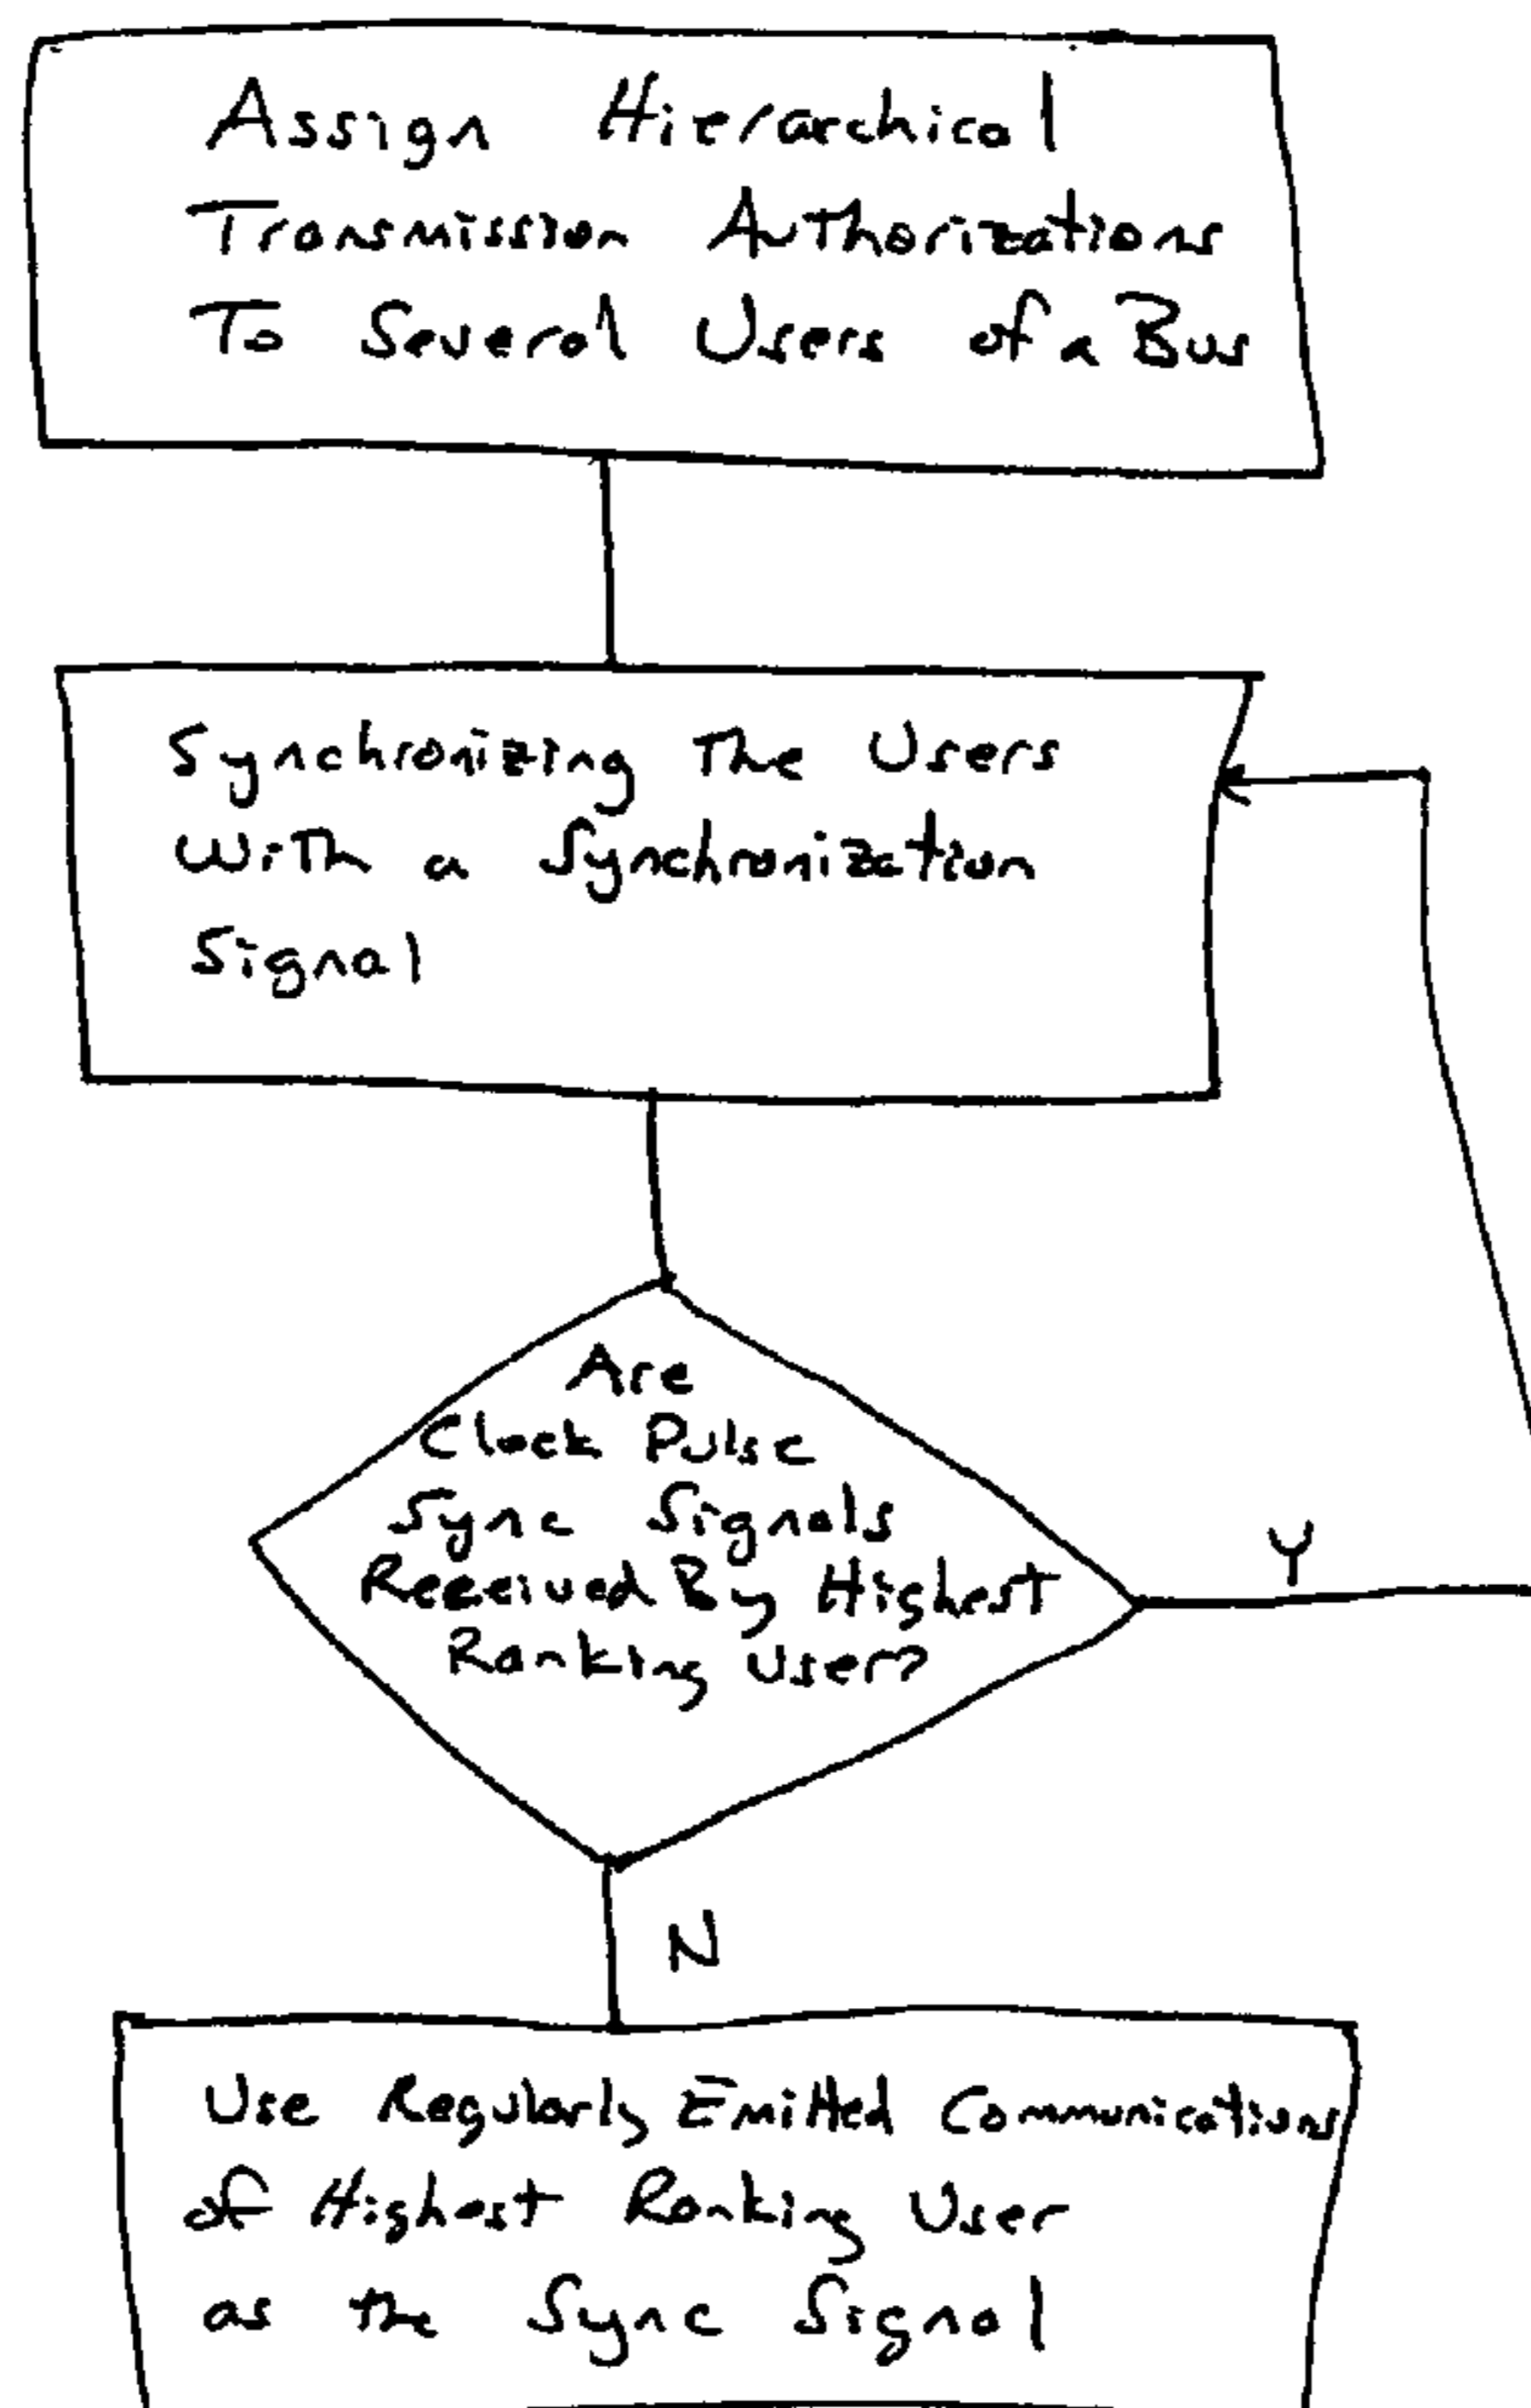 Assign Hierarchical
Transmission Authorizations
To Several Users of a Bus
Synchronizing The Users
With a Synchronization
Signal
Are
Clock Pulse
Sync Signals
Received By Highest
Ranking User?
Y
N
Use Regularly Emitted Communications
of Highest Ranking User
as the Sync Signal